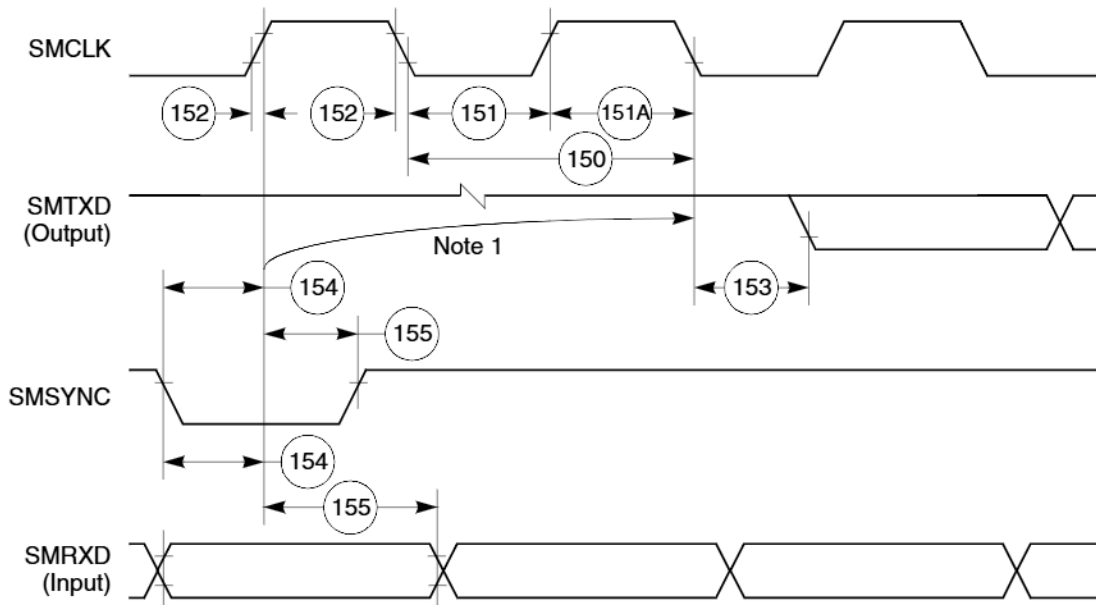 SMCLK
152
152
151
151A
150
SMTXD
(Output)
Note 1
154
153
155
SMSYNC
154
155
SMRXD
(Input)